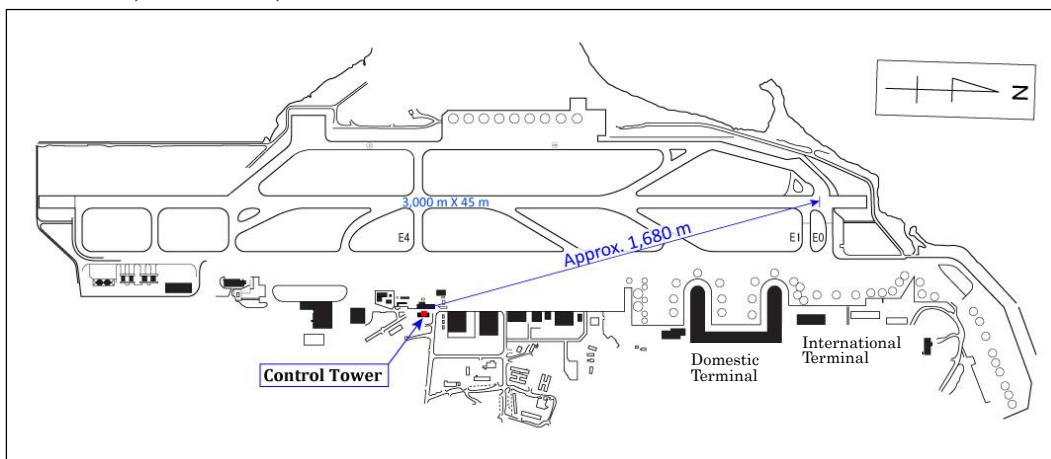 N
3,000 m X 45 m
Approx. 1,680 m
E4
E1
E0
Control Tower
Domestic
Terminal
International
Terminal